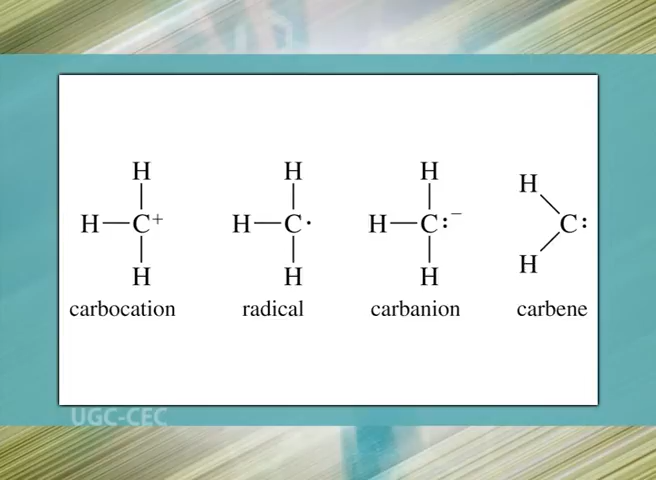 H H H
H C+ H C· H C:− H C:
H H H H
carbocation radical carbanion carbene
UGC-CEC